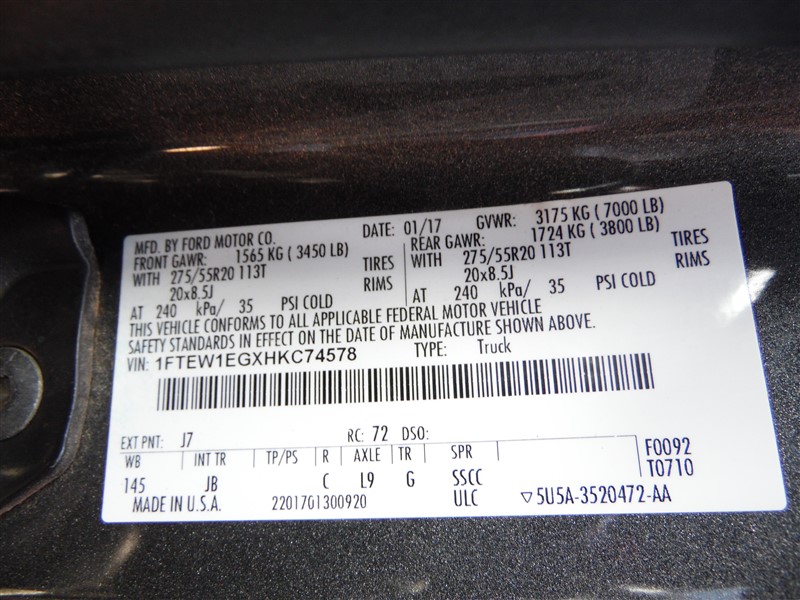 MFD. BY FORD MOTOR CO. DATE: 01/17 GVWR: 3175 KG ( 7000 LB)
FRONT GAWR: 1565 KG ( 3450 LB) REAR GAWR: 1724 KG ( 3800 LB)
WITH 275/55R20 113T TIRES WITH 275/55R20 113T TIRES
20x8.5J RIMS 20x8.5J RIMS
AT 240 kPa/ 35 PSI COLD AT 240 kPa/ 35 PSI COLD
THIS VEHICLE CONFORMS TO ALL APPLICABLE FEDERAL MOTOR VEHICLE
SAFETY STANDARDS IN EFFECT ON THE DATE OF MANUFACTURE SHOWN ABOVE.
VIN: 1FTEW1EGXHKC74578 TYPE: Truck
EXT PNT: J7 RC: 72 DSO:
WB INT TR TP/PS R AXLE TR SPR F0092
145 JB C L9 G SSCC T0710
MADE IN U.S.A. 2201701300920 ULC ▽5U5A-3520472-AA